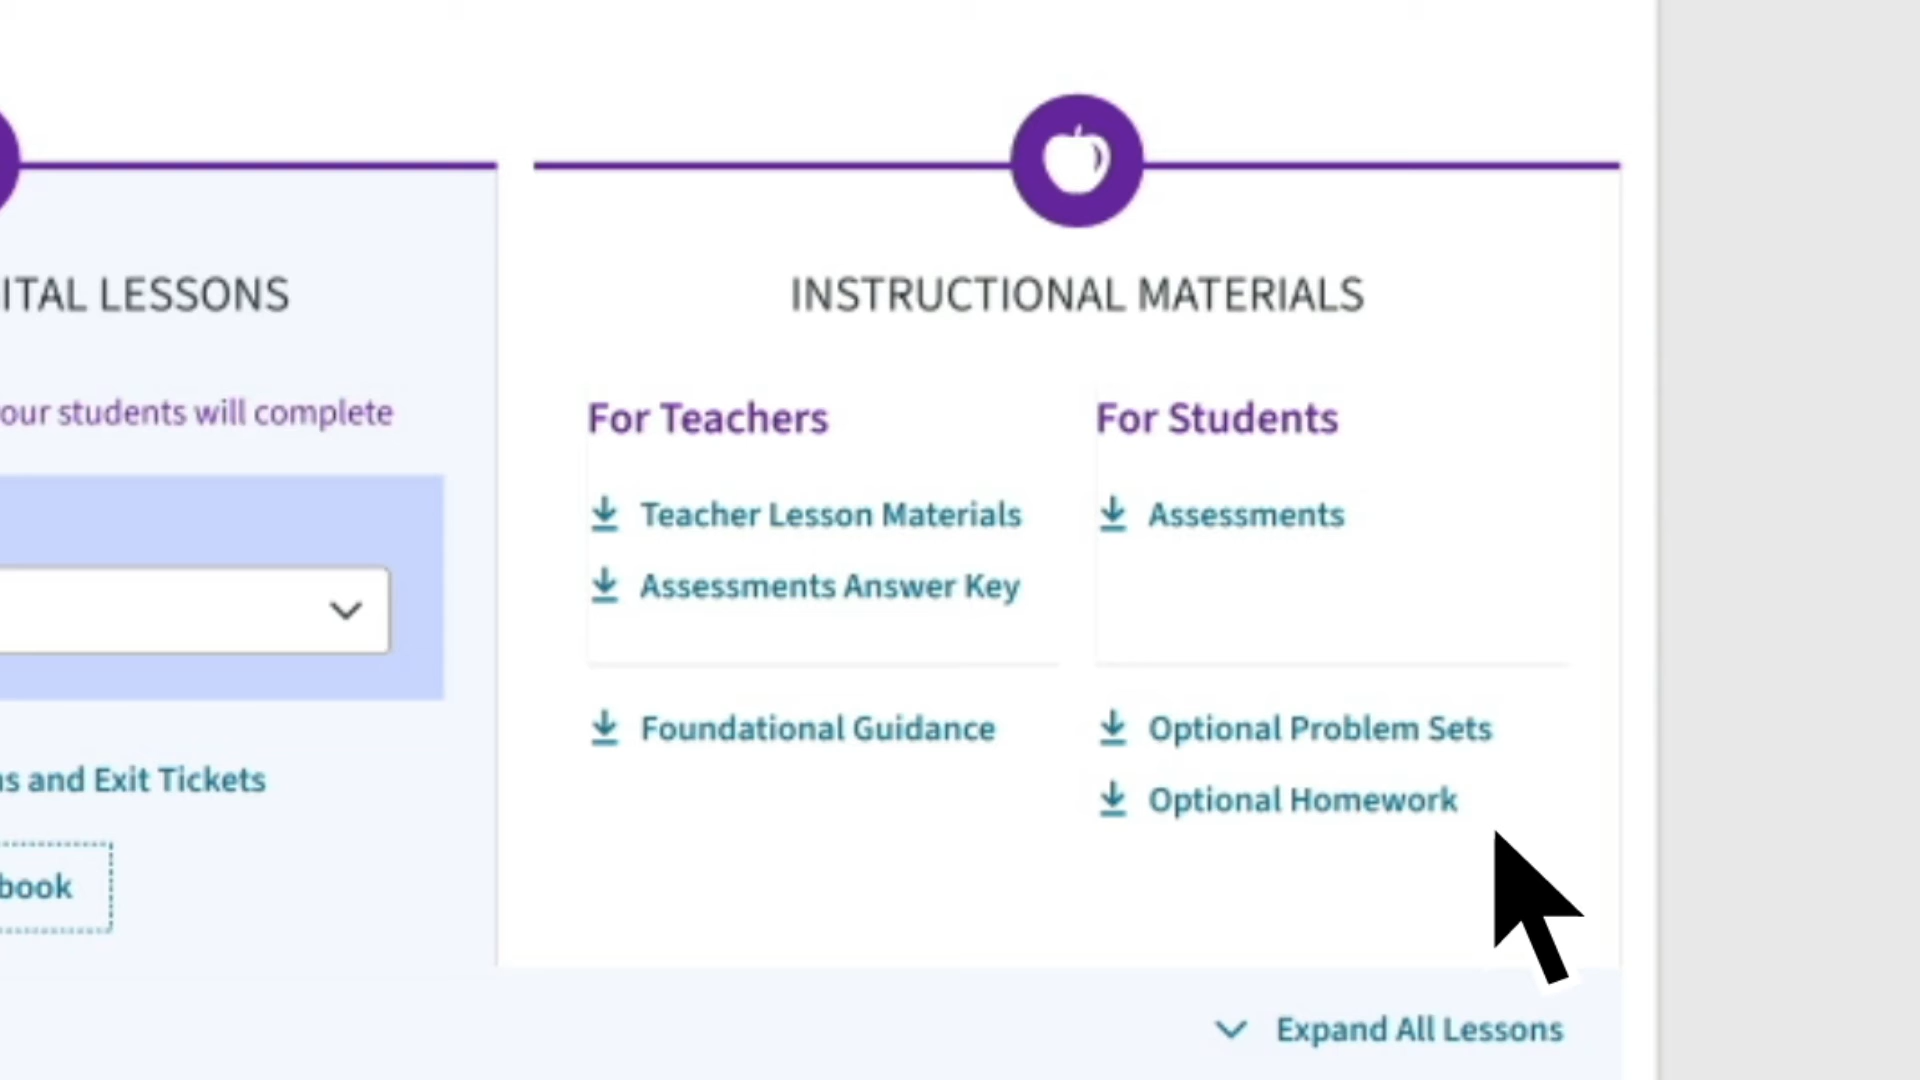 ITAL LESSONS
our students will complete
s and Exit Tickets
book
INSTRUCTIONAL MATERIALS
For Teachers
Teacher Lesson Materials
Assessments Answer Key
Foundational Guidance
For Students
Assessments
Optional Problem Sets
Optional Homework
Expand All Lessons